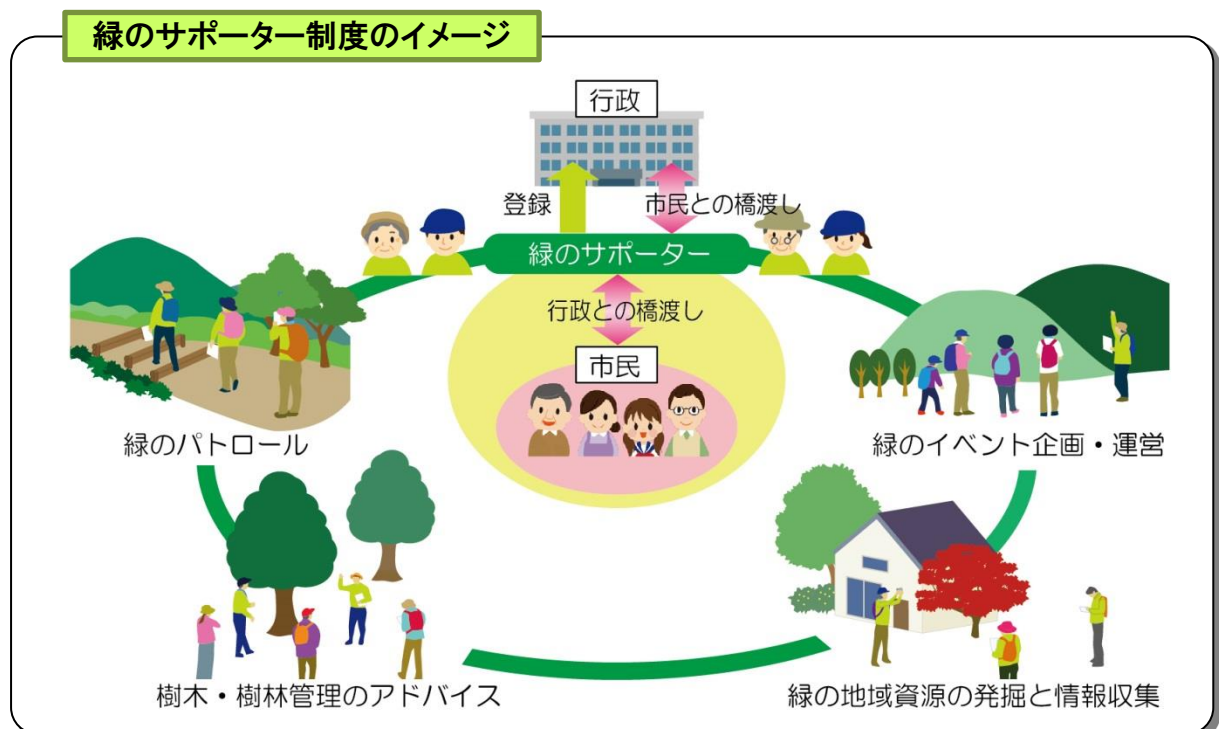 緑のサポーター制度のイメージ
行政
登録
市民との橋渡し
緑のサポーター
行政との橋渡し
市民
緑のパトロール
緑のイベント企画・運営
樹木・樹林管理のアドバイス
緑の地域資源の発掘と情報収集